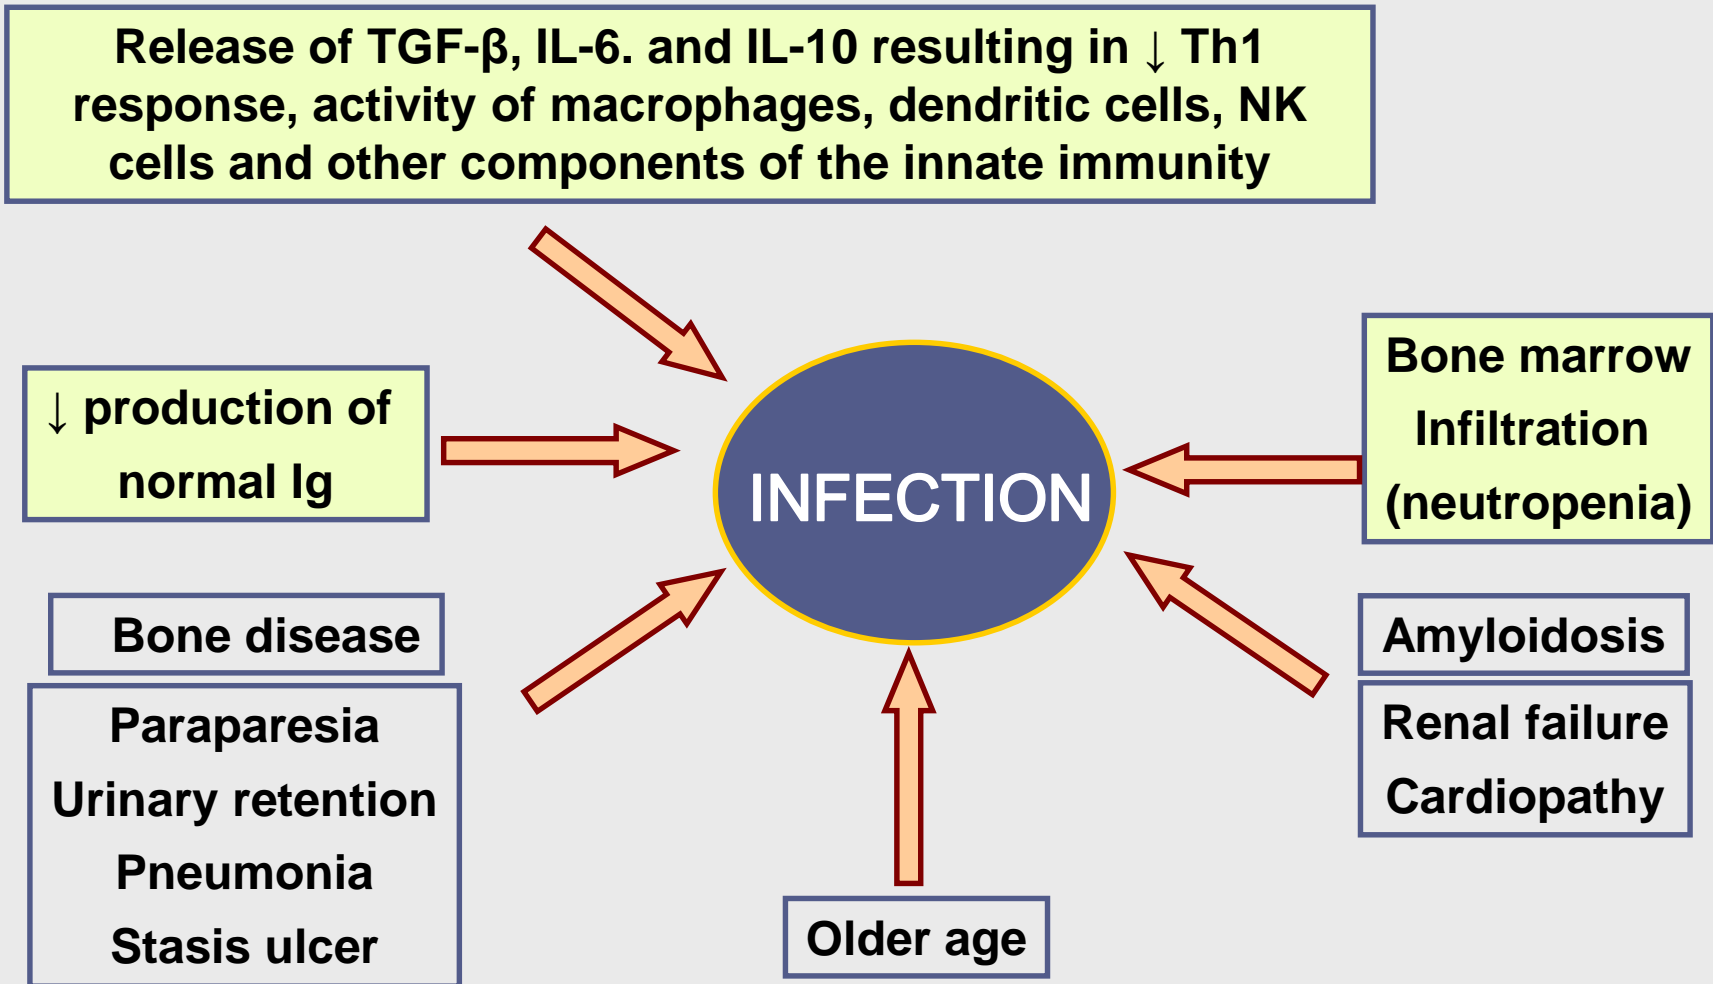 Release of TGF-β, IL-6. and IL-10 resulting in ↓ Th1
response, activity of macrophages, dendritic cells, NK
cells and other components of the innate immunity
↓ production of
normal Ig
INFECTION
Bone marrow
Infiltration
(neutropenia)
Bone disease
Paraparesia
Urinary retention
Pneumonia
Stasis ulcer
Older age
Amyloidosis
Renal failure
Cardiopathy